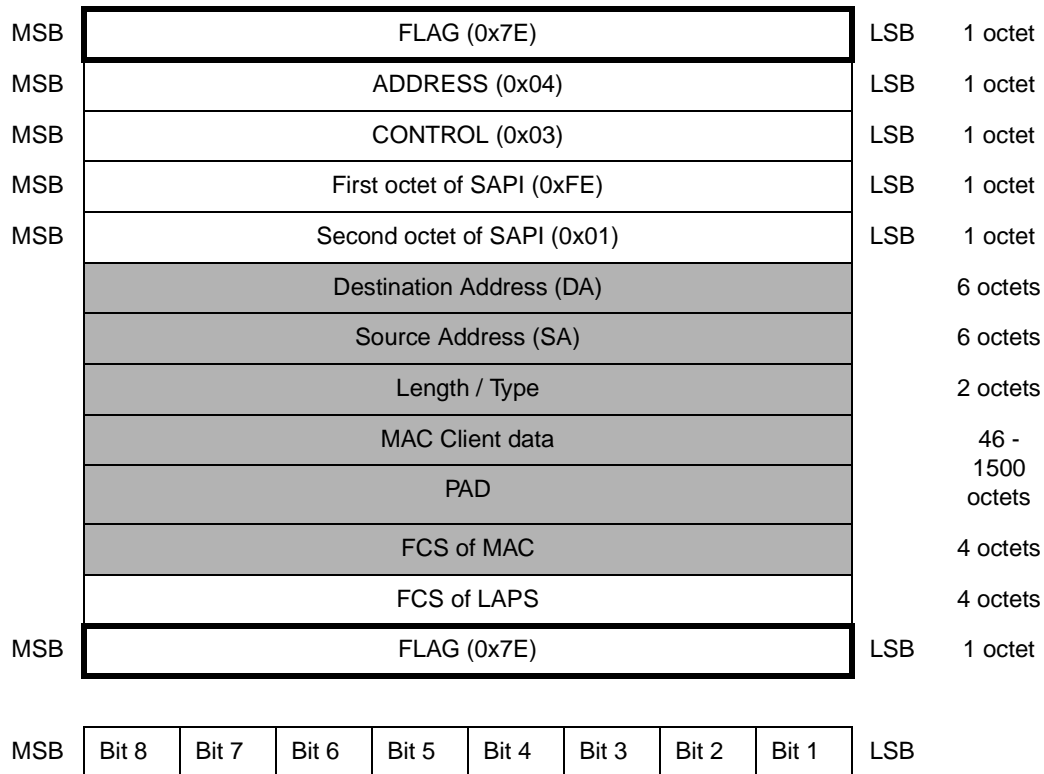 MSB FLAG (0x7E) LSB 1 octet
MSB ADDRESS (0x04) LSB 1 octet
MSB CONTROL (0x03) LSB 1 octet
MSB First octet of SAPI (0xFE) LSB 1 octet
MSB Second octet of SAPI (0x01) LSB 1 octet
Destination Address (DA) 6 octets
Source Address (SA) 6 octets
Length / Type 2 octets
MAC Client data 46 -
1500
PAD octets
FCS of MAC 4 octets
FCS of LAPS 4 octets
MSB FLAG (0x7E) LSB 1 octet
MSB Bit 8 Bit 7 Bit 6 Bit 5 Bit 4 Bit 3 Bit 2 Bit 1 LSB